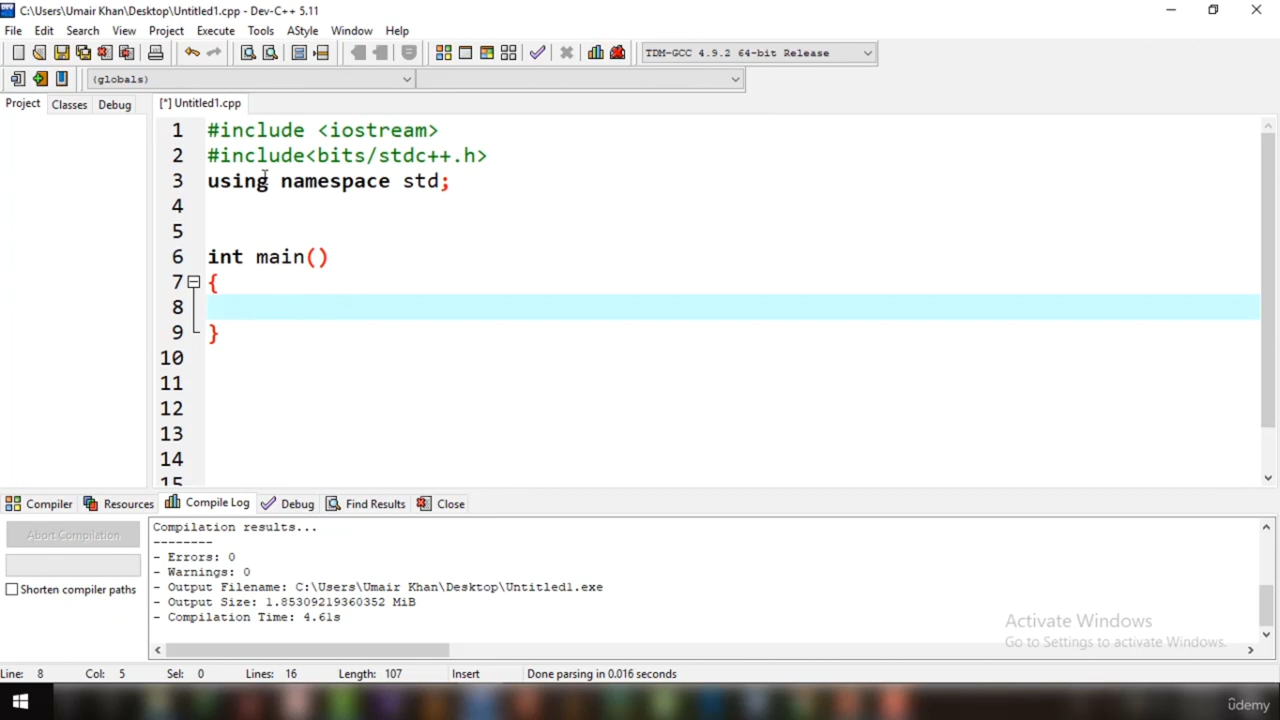 C:\Users\Umair Khan\Desktop\Untitled1.cpp - Dev-C++ 5.11
File Edit Search View Project Execute Tools AStyle Window Help
TDM-GCC 4.9.2 64-bit Release
(globals)
Project Classes Debug [*] Untitled1.cpp
1 #include <iostream>
2 #include<bits/stdc++.h>
3 using namespace std;
4
5
6 int main()
7 {
8
9 }
10
11
12
13
14
15
Compiler Resources Compile Log Debug Find Results Close
Abort Compilation
Shorten compiler paths
Compilation results...
--------
- Errors: 0
- Warnings: 0
- Output Filename: C:\Users\Umair Khan\Desktop\Untitled1.exe
- Output Size: 1.85309219360352 MiB
- Compilation Time: 4.61s
Activate Windows
Go to Settings to activate Windows.
Line: 8 Col: 5 Sel: 0 Lines: 16 Length: 107 Insert Done parsing in 0.016 seconds
ûdemy